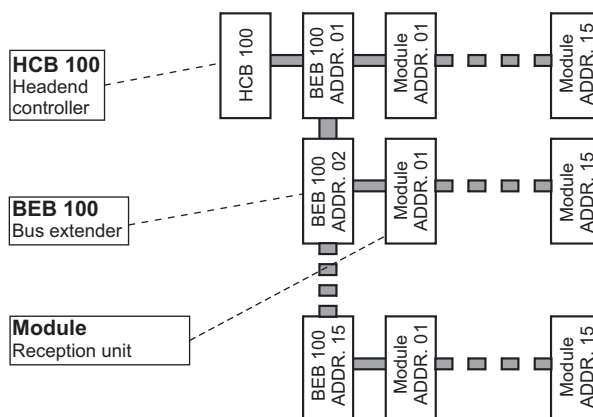 HCB 100
Headend
controller
HCB 100
BEB 100
ADDR. 01
Module
ADDR. 01
Module
ADDR. 15
BEB 100
Bus extender
BEB 100
ADDR. 02
Module
ADDR. 01
Module
ADDR. 15
Module
Reception unit
BEB 100
ADDR. 15
Module
ADDR. 01
Module
ADDR. 15